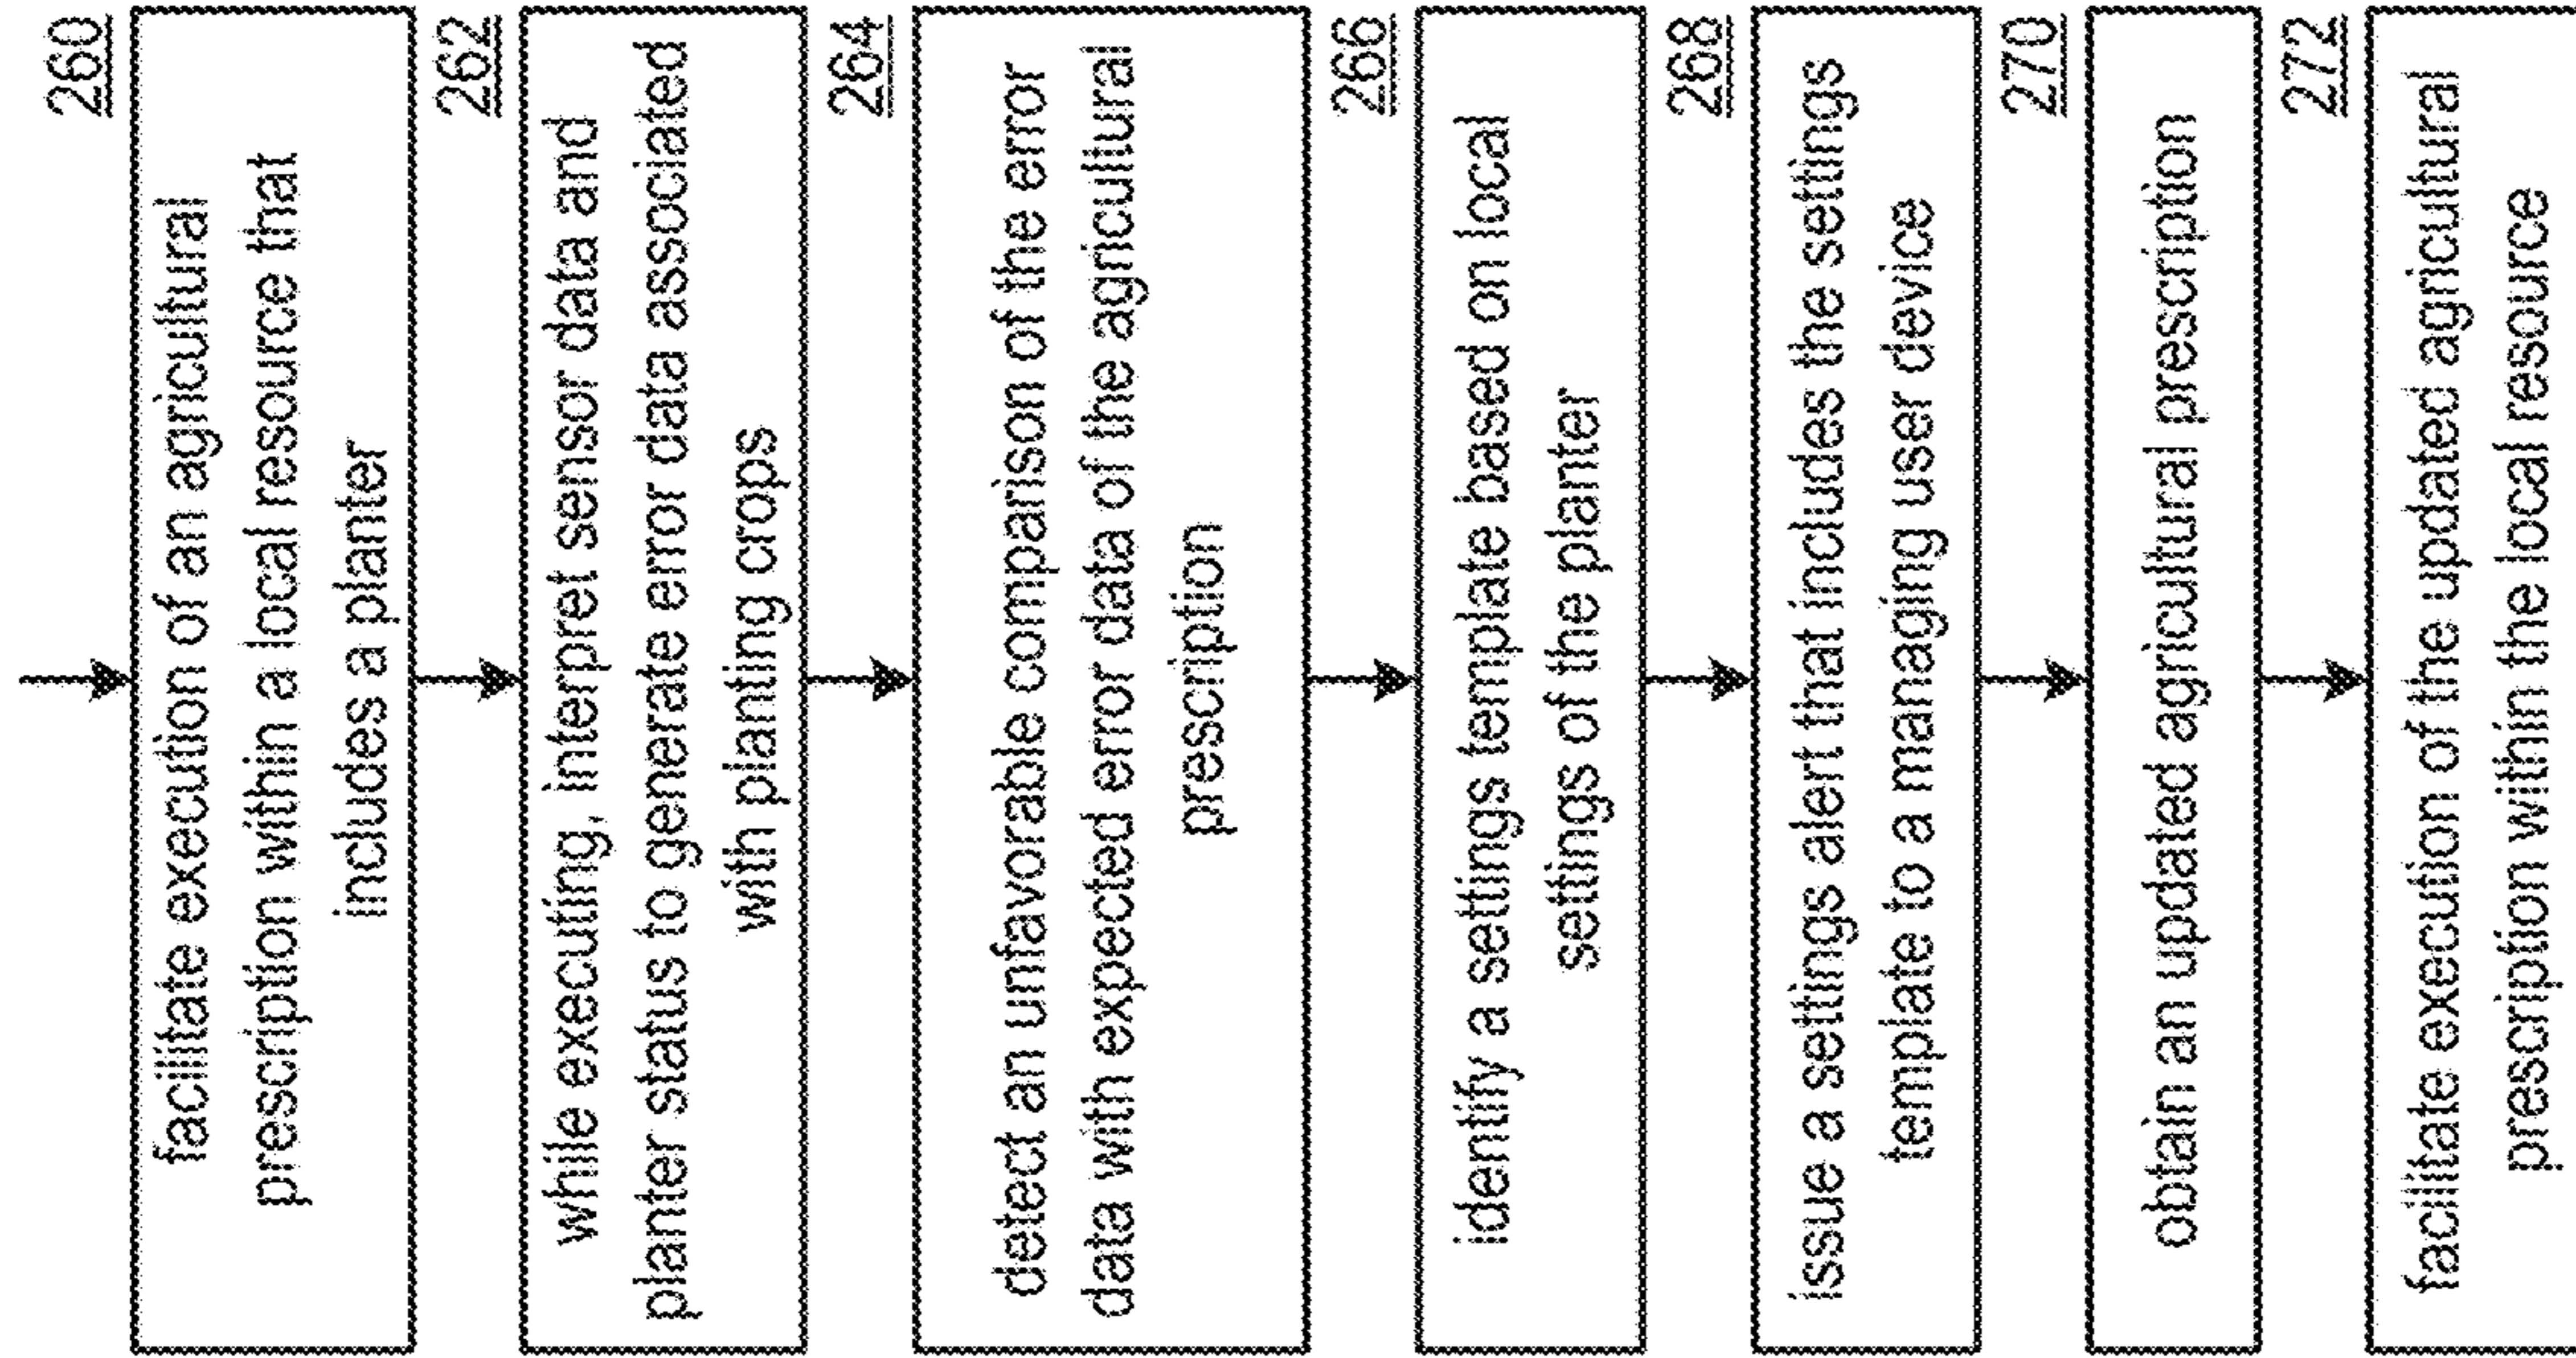 260
facilitate execution of an agricultural
prescription within a local resource that
includes a planter
262
while executing, interpret sensor data and
planter status to generate error data associated
with planting crops
264
detect an unfavorable comparison of the error
data with expected error data of the agricultural
prescription
266
identify a settings template based on local
settings of the planter
268
issue a settings alert that includes the settings
template to a managing user device
270
obtain an updated agricultural prescription
272
facilitate execution of the updated agricultural
prescription within the local resource